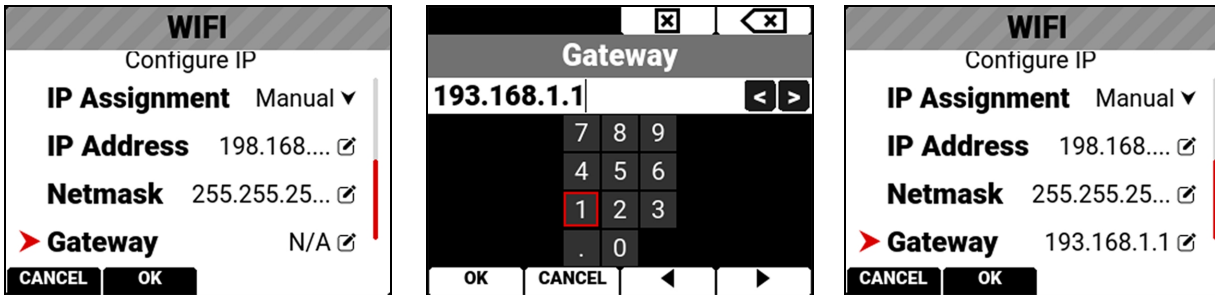 WIFI
Configure IP
IP Assignment Manual
IP Address 198.168....
Netmask 255.255.25...
Gateway N/A
CANCEL OK
Gateway
193.168.1.1
< >
7 8 9
4 5 6
1 2 3
. 0
OK CANCEL
WIFI
Configure IP
IP Assignment Manual
IP Address 198.168....
Netmask 255.255.25...
Gateway 193.168.1.1
CANCEL OK